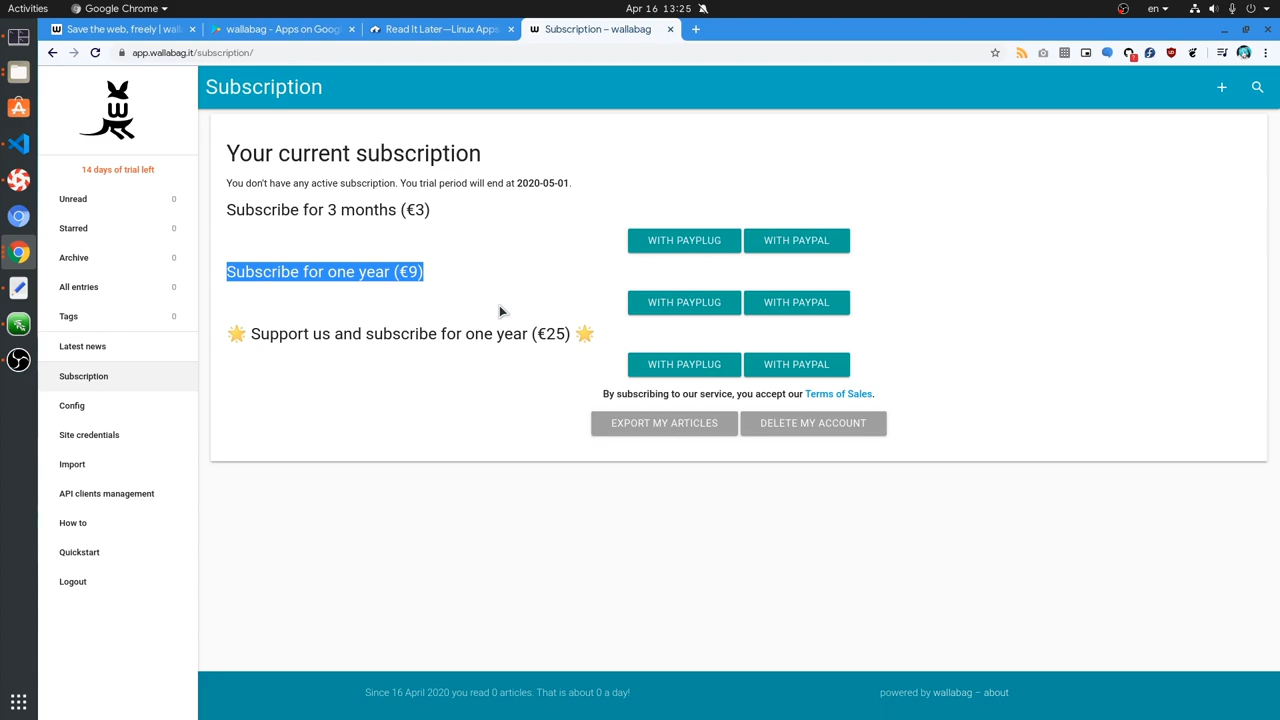 Activities Google Chrome Apr 16 13:25 en
Save the web, freely | wall wallabag - Apps on Googl Read It Later—Linux Apps Subscription – wallabag
app.wallabag.it/subscription/
w
Subscription
14 days of trial left
Unread 0
Starred 0
Archive 0
All entries 0
Tags 0
Latest news
Subscription
Config
Site credentials
Import
API clients management
How to
Quickstart
Logout
Your current subscription
You don't have any active subscription. You trial period will end at 2020-05-01.
Subscribe for 3 months (€3)
WITH PAYPLUG WITH PAYPAL
Subscribe for one year (€9)
WITH PAYPLUG WITH PAYPAL
🌟 Support us and subscribe for one year (€25) 🌟
WITH PAYPLUG WITH PAYPAL
By subscribing to our service, you accept our Terms of Sales.
EXPORT MY ARTICLES DELETE MY ACCOUNT
Since 16 April 2020 you read 0 articles. That is about 0 a day!
powered by wallabag – about